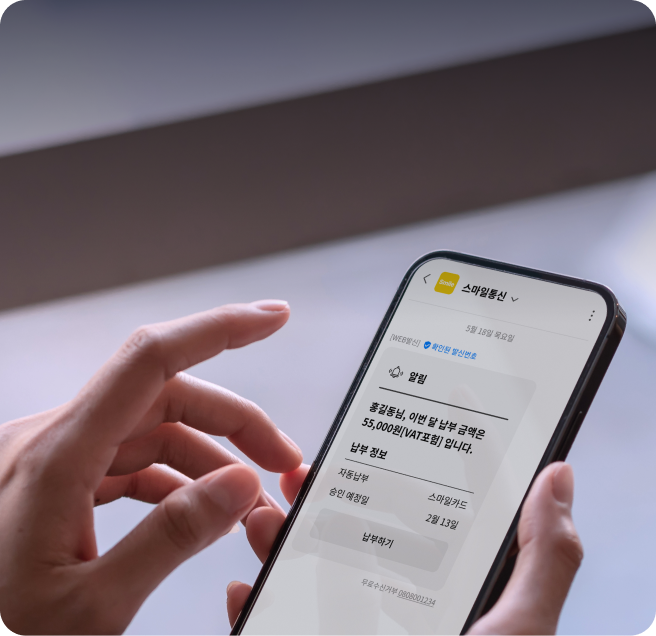 스마일통신
5월 18일 목요일
[WEB발신] 확인된 발신번호
알림
홍길동님, 이번 달 납부 금액은
55,000원[VAT포함] 입니다.
납부 정보
자동납부 스마일카드
승인 예정일 2월 13일
납부하기
무료수신거부 0808001234